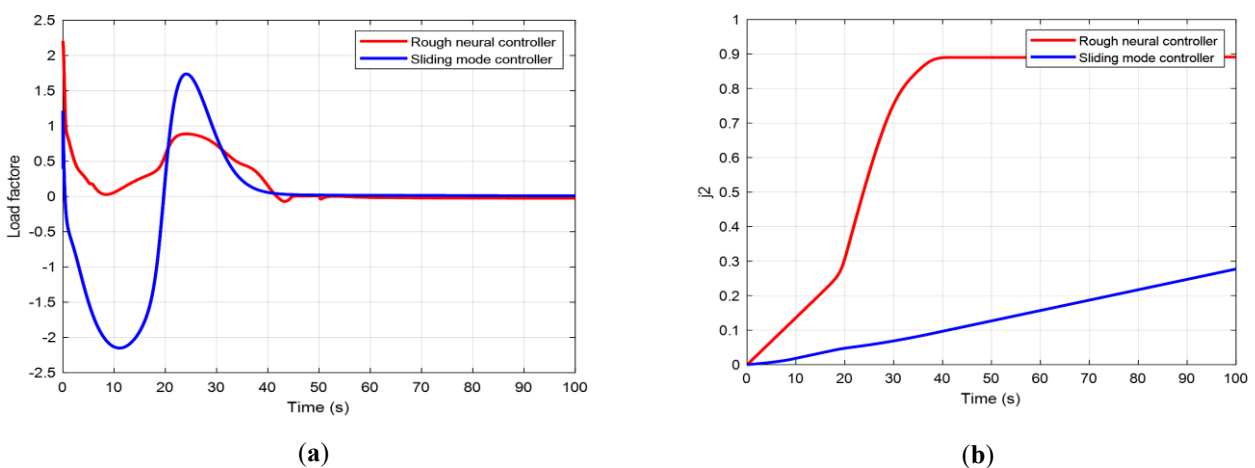 2.5
2
1.5
1
0.5
0
-0.5
-1
-1.5
-2
-2.5
Load factore
Rough neural controller
Sliding mode controller
0 10 20 30 40 50 60 70 80 90 100
Time (s)
(a)
1
0.9
0.8
0.7
0.6
0.5
0.4
0.3
0.2
0.1
0
j2
Rough neural controller
Sliding mode controller
0 10 20 30 40 50 60 70 80 90 100
Time (s)
(b)